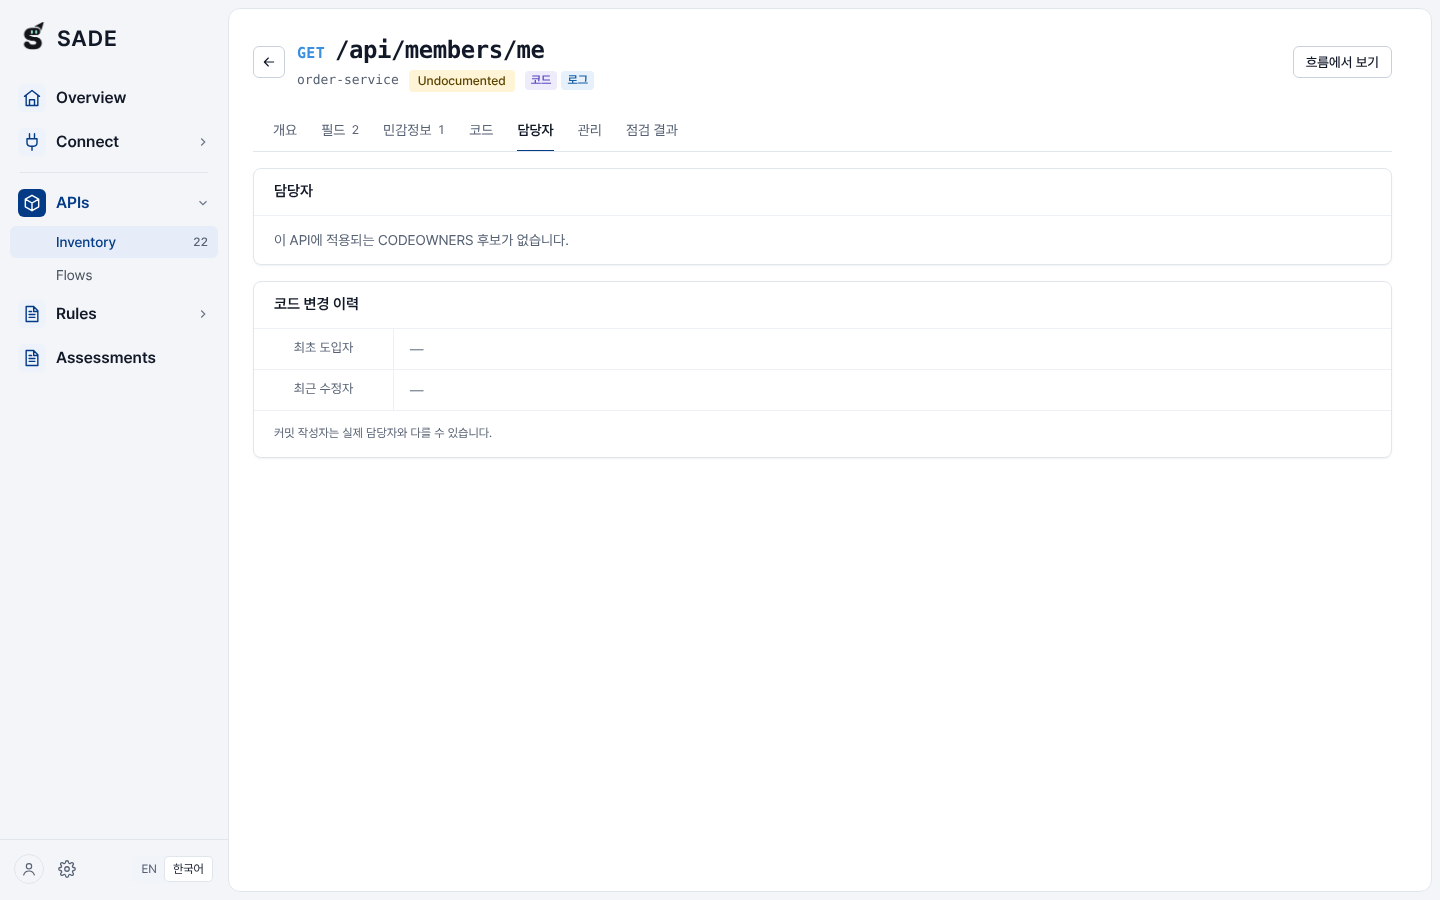 SADE
Overview
Connect
APIs
Inventory 22
Flows
Rules
Assessments
EN 한국어
GET /api/members/me
order-service Undocumented 코드 로그
흐름에서 보기
개요 필드 2 민감정보 1 코드 담당자 관리 점검 결과
담당자
이 API에 적용되는 CODEOWNERS 후보가 없습니다.
코드 변경 이력
최초 도입자 —
최근 수정자 —
커밋 작성자는 실제 담당자와 다를 수 있습니다.